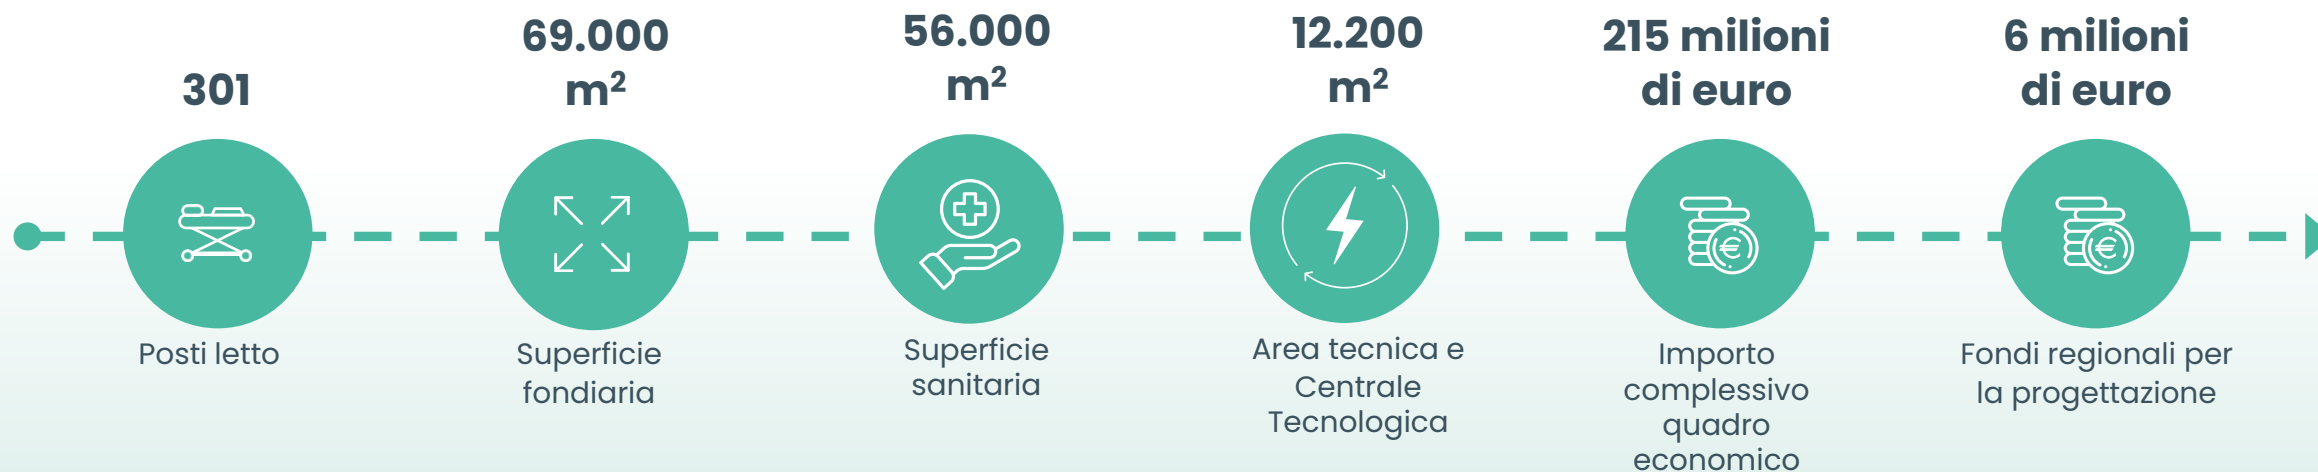 301
Posti letto
69.000
m²
Superficie
fondiaria
56.000
m²
Superficie
sanitaria
12.200
m²
Area tecnica e
Centrale
Tecnologica
215 milioni
di euro
Importo
complessivo
quadro
economico
6 milioni
di euro
Fondi regionali per
la progettazione